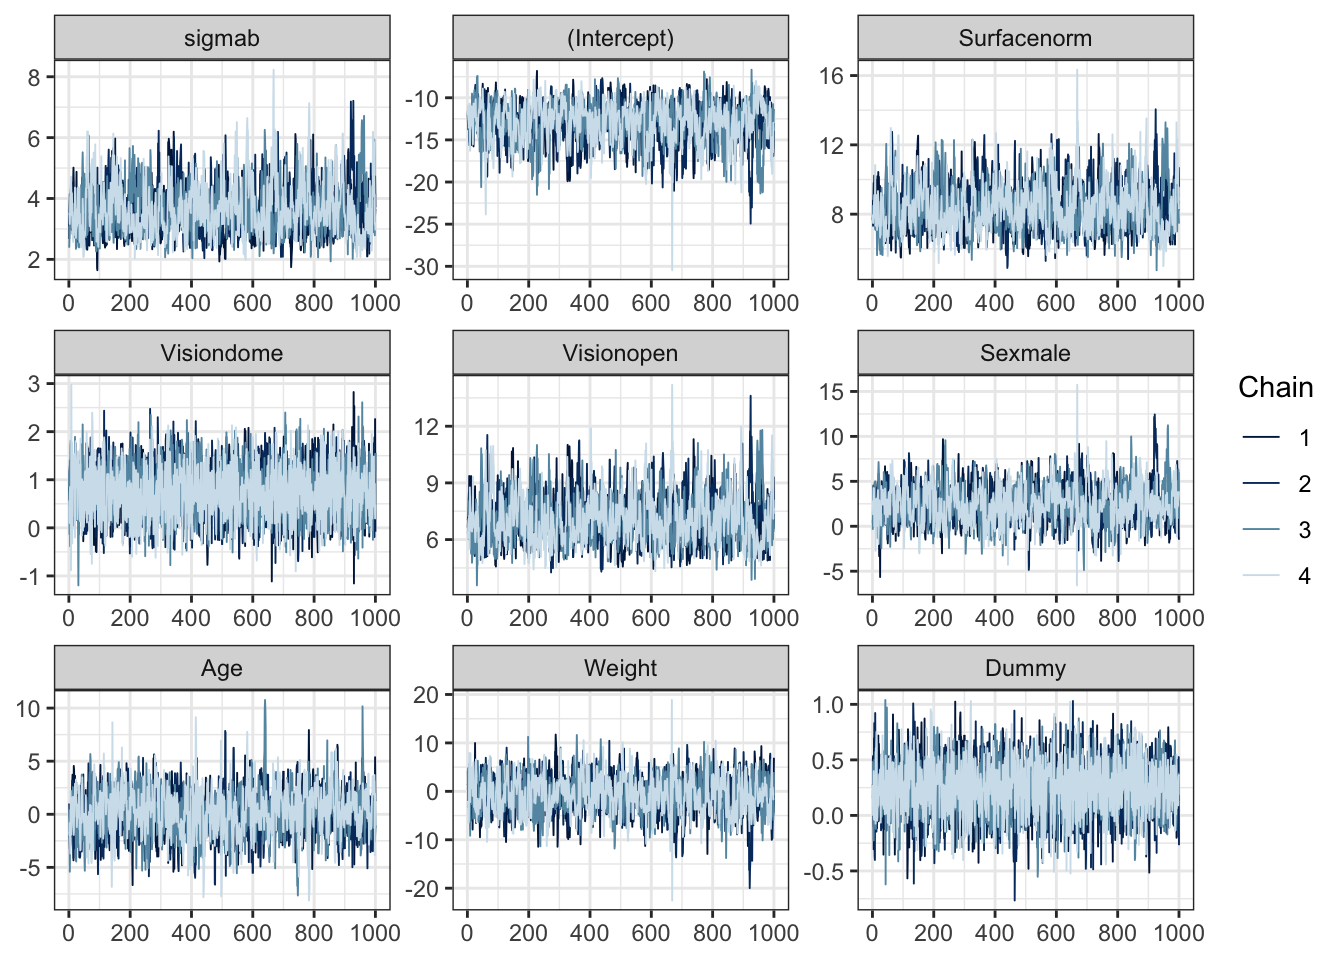 sigmab (Intercept) Surfacenorm
8 6 4 2
-10 -15 -20 -25 -30
16 12 8
0 200 400 600 800 1000 0 200 400 600 800 1000 0 200 400 600 800 1000
Visiondome Visionopen Sexmale
3 2 1 0 -1
12 9 6
15 10 5 0 -5
0 200 400 600 800 1000 0 200 400 600 800 1000 0 200 400 600 800 1000
Age Weight Dummy
10 5 0 -5
20 10 0 -10 -20
1.0 0.5 0.0 -0.5
0 200 400 600 800 1000 0 200 400 600 800 1000 0 200 400 600 800 1000
Chain
1
2
3
4